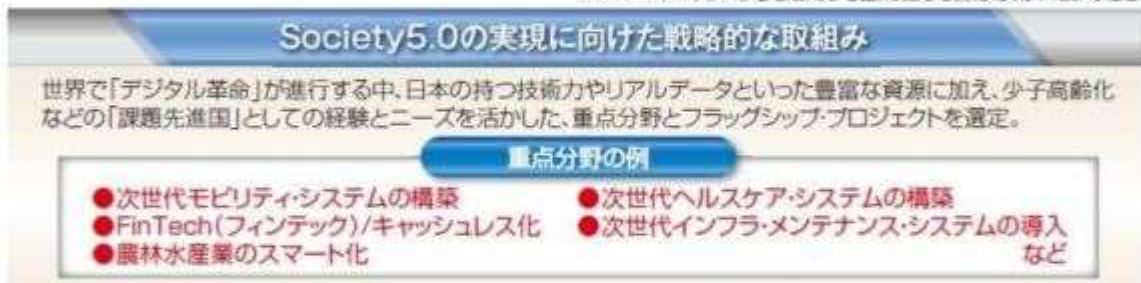 Society5.0の実現に向けた戦略的な取組み
世界で「デジタル革命」が進行する中、日本の持つ技術力やリアルデータといった豊富な資源に加え、少子高齢化
などの「課題先進国」としての経験とニーズを活かした、重点分野とフラッグシップ・プロジェクトを選定。
重点分野の例
●次世代モビリティ・システムの構築 ●次世代ヘルスケア・システムの構築
●FinTech(フィンテック)/キャッシュレス化 ●次世代インフラ・メンテナンス・システムの導入
●農林水産業のスマート化 など